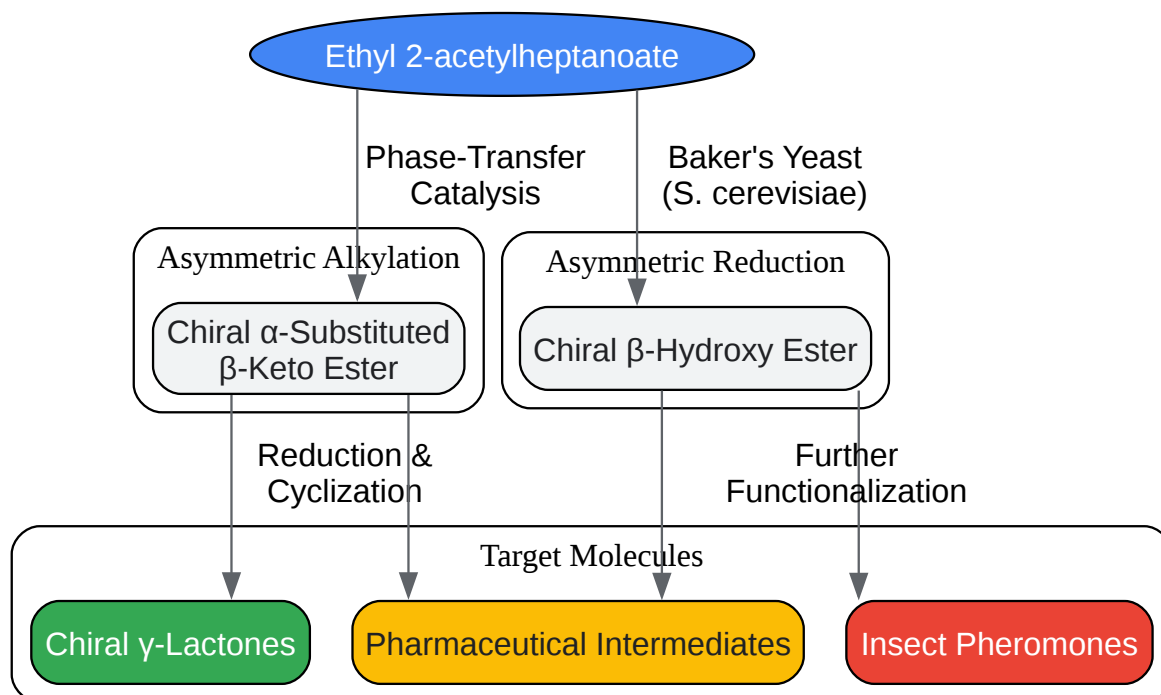 Ethyl 2-acetylheptanoate
Phase-Transfer
Catalysis
Baker's Yeast
(S. cerevisiae)
Asymmetric Alkylation
Asymmetric Reduction
Chiral α-Substituted
β-Keto Ester
Chiral β-Hydroxy Ester
Reduction &
Cyclization
Further
Functionalization
Target Molecules
Chiral γ-Lactones
Pharmaceutical Intermediates
Insect Pheromones